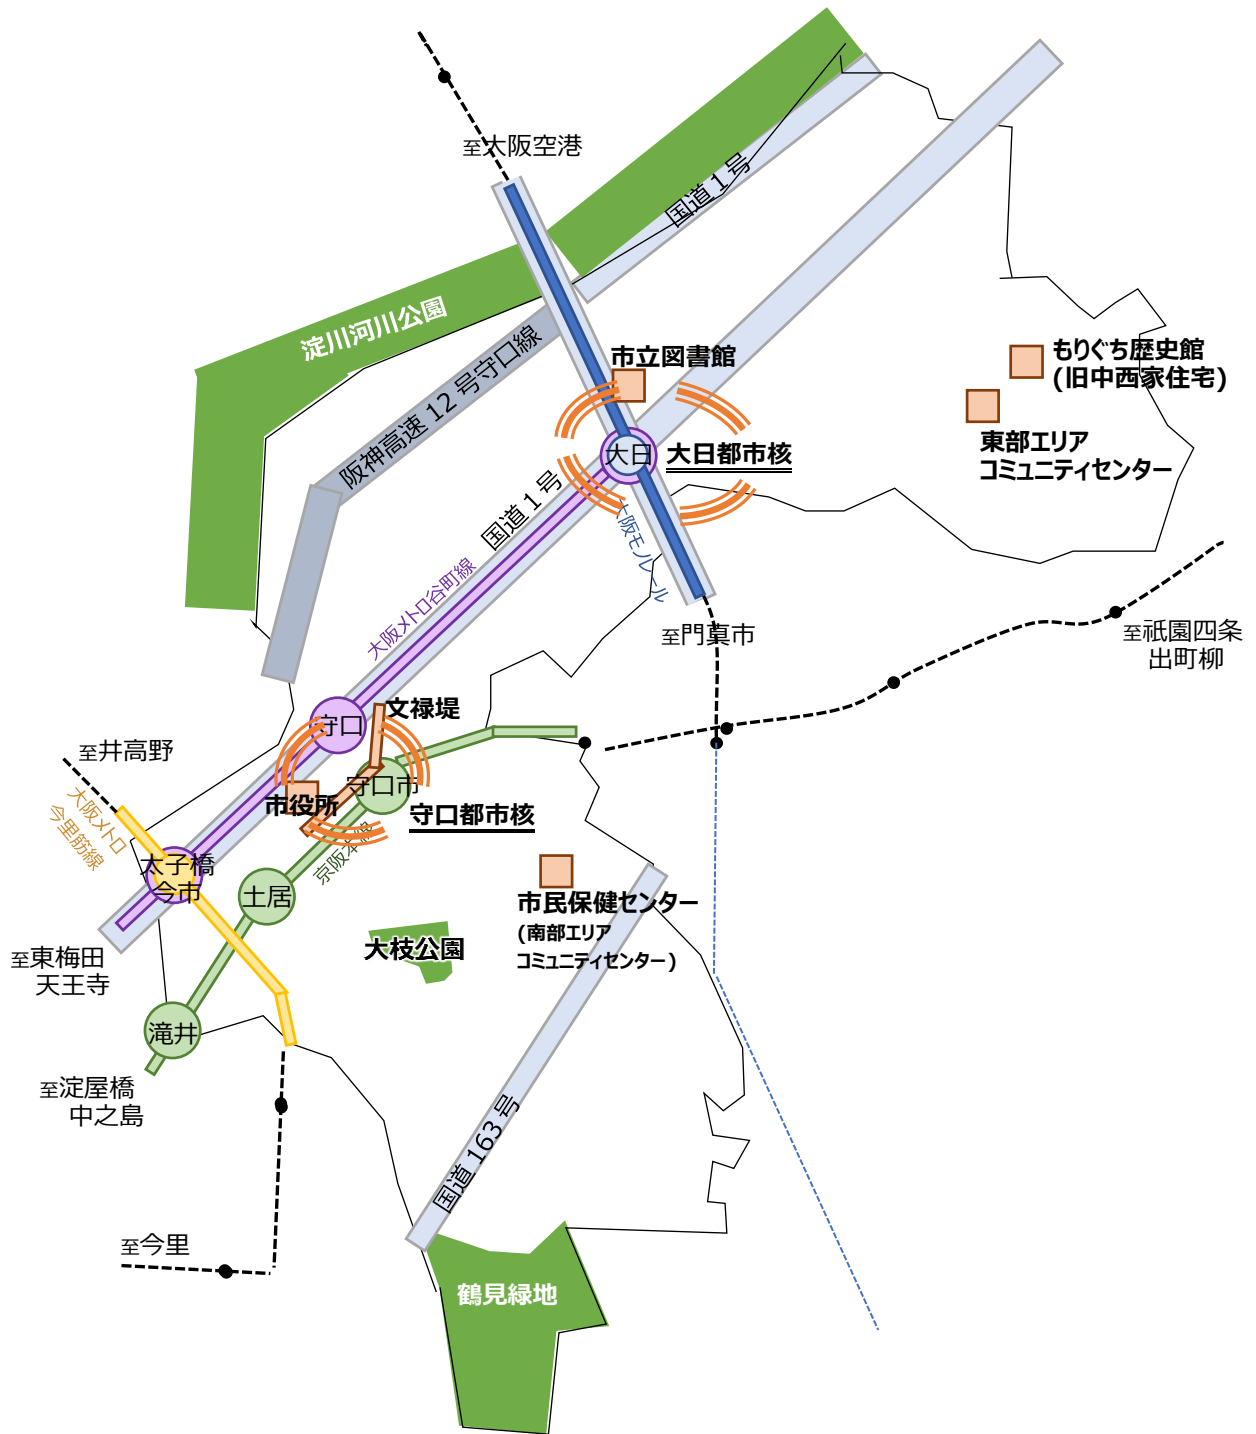 至大阪空港
国道１号
淀川河川公園
阪神高速 12 号守口線
市立図書館
もりぐち歴史館
(旧中西家住宅)
東部エリア
コミュニティセンター
大日
大日都市核
国道１号
大阪モノレール
大阪メトロ谷町線
至門真市
至祇園四条
出町柳
文禄堤
守口
至井高野
大阪メトロ
今里筋線
市役所
守口市
守口都市核
京阪本線
太子橋
今市
土居
市民保健センター
(南部エリア
コミュニティセンター)
大枝公園
至東梅田
天王寺
滝井
至淀屋橋
中之島
国道 163 号
至今里
鶴見緑地